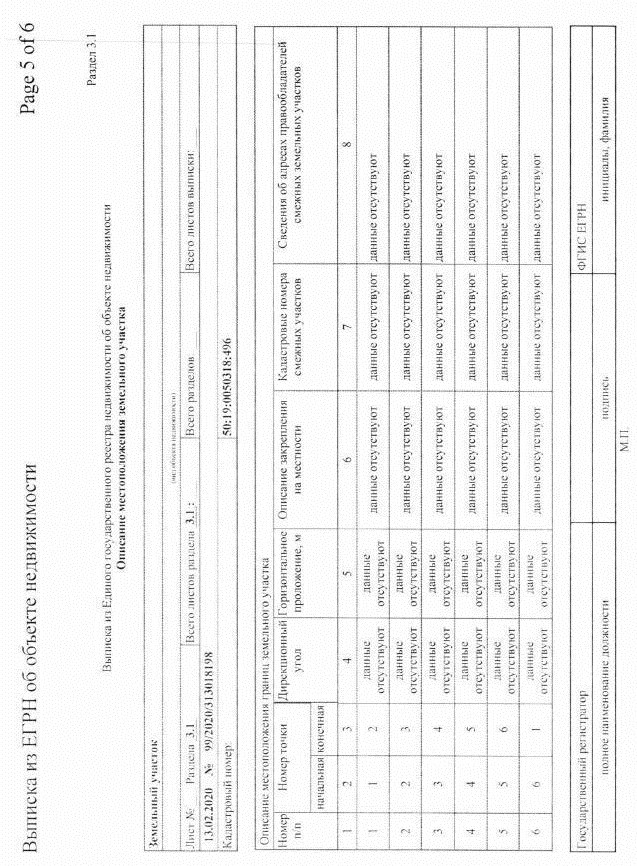 Выписка из ЕГРН об объекте недвижимости Page 5 of 6
Раздел 3.1
Выписка из Единого государственного реестра недвижимости об объекте недвижимости
Описание местоположения земельного участка
Земельный участок
(вид объекта недвижимости)
Лист № Раздела 3.1 Всего листов раздела 3.1 : Всего разделов Всего листов выписки:
13.02.2020 № 99/2020/313018198
Кадастровый номер: 50:19:0050318:496
Описание местоположения границ земельного участка
Номер п/п Номер точки Дирекционный угол Горизонтальное проложение, м Описание закрепления на местности Кадастровые номера смежных участков Сведения об адресах правообладателей смежных земельных участков
начальная конечная
1 2 3 4 5 6 7 8
1 1 2 данные отсутствуют данные отсутствуют данные отсутствуют данные отсутствуют данные отсутствуют
2 2 3 данные отсутствуют данные отсутствуют данные отсутствуют данные отсутствуют данные отсутствуют
3 3 4 данные отсутствуют данные отсутствуют данные отсутствуют данные отсутствуют данные отсутствуют
4 4 5 данные отсутствуют данные отсутствуют данные отсутствуют данные отсутствуют данные отсутствуют
5 5 6 данные отсутствуют данные отсутствуют данные отсутствуют данные отсутствуют данные отсутствуют
6 6 1 данные отсутствуют данные отсутствуют данные отсутствуют данные отсутствуют данные отсутствуют
Государственный регистратор ФГИС ЕГРН
полное наименование должности подпись инициалы, фамилия
М.П.